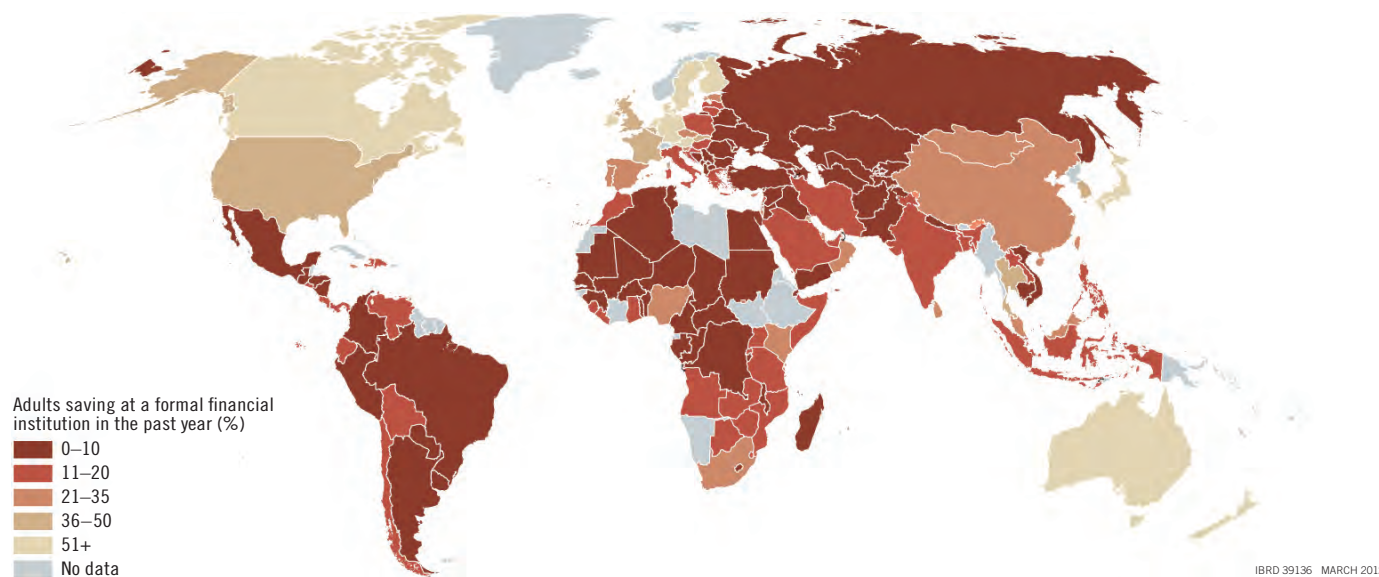 Adults saving at a formal financial
institution in the past year (%)
0–10
11–20
21–35
36–50
51+
No data
IBRD 39136 MARCH 201